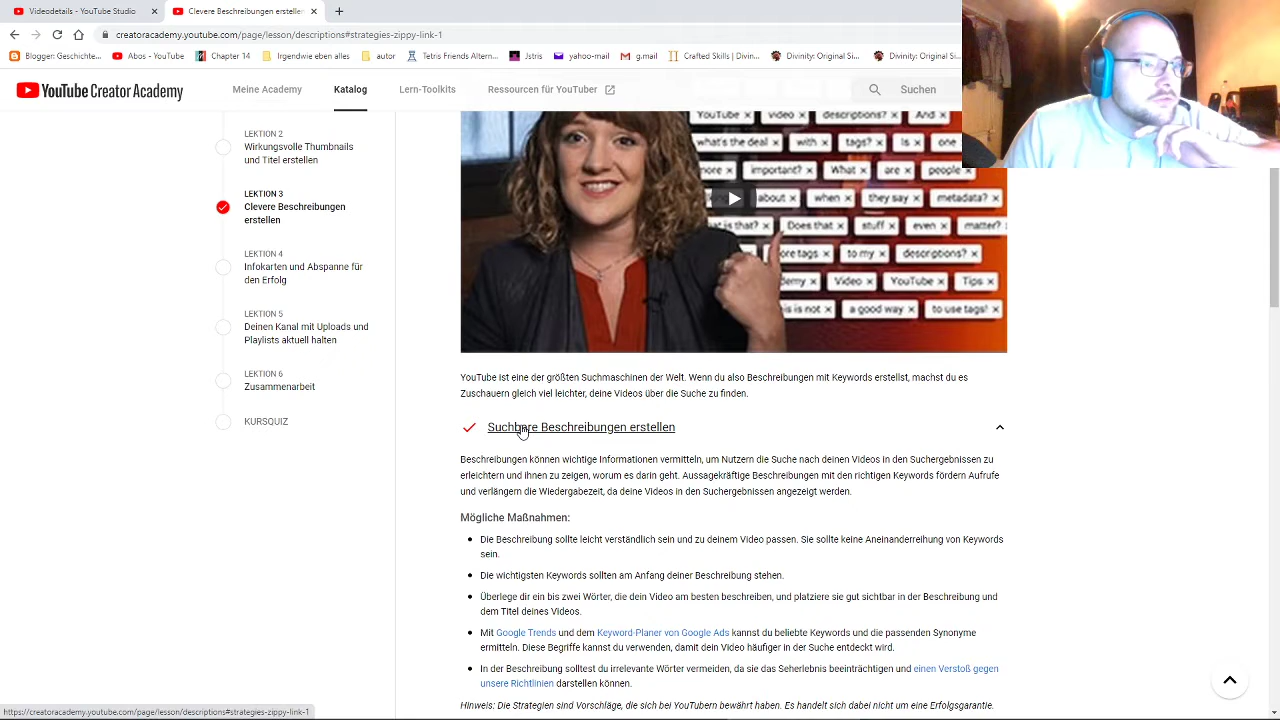 Videodetails - YouTube Studio
Clevere Beschreibungen ersteller
creatoracademy.youtube.com/page/lesson/descriptions#strategies-zippy-link-1
Blogger: Geschichte...
Abos - YouTube
Chapter 14
Irgendwie eben alles
autor
Tetris Friends Altern...
Jstris
yahoo-mail
g.mail
Crafted Skills | Divin...
Divinity: Original Si...
Divinity: Original Si...
YouTube Creator Academy
Meine Academy
Katalog
Lern-Toolkits
Ressourcen für YouTuber
Suchen
LEKTION 2
Wirkungsvolle Thumbnails
und Titel erstellen
LEKTION 3
Clevere Beschreibungen
erstellen
LEKTION 4
Infokarten und Abspanne für
den Erfolg
LEKTION 5
Deinen Kanal mit Uploads und
Playlists aktuell halten
LEKTION 6
Zusammenarbeit
KURSQUIZ
YouTube × video × descriptions? × And ×
what's the deal × with × tags? × Is × one
more × important? × What × are × people ×
about × when × they say × metadata? ×
at is that? × Does that × stuff × even × matter? ×
ore tags × to my × descriptions? ×
demy × Video × YouTube × Tips ×
is is not × a good way × to use tags! ×
YouTube ist eine der größten Suchmaschinen der Welt. Wenn du also Beschreibungen mit Keywords erstellst, machst du es
Zuschauern gleich viel leichter, deine Videos über die Suche zu finden.
Suchbare Beschreibungen erstellen
Beschreibungen können wichtige Informationen vermitteln, um Nutzern die Suche nach deinen Videos in den Suchergebnissen zu
erleichtern und ihnen zu zeigen, worum es darin geht. Aussagekräftige Beschreibungen mit den richtigen Keywords fördern Aufrufe
und verlängern die Wiedergabezeit, da deine Videos in den Suchergebnissen angezeigt werden.
Mögliche Maßnahmen:
Die Beschreibung sollte leicht verständlich sein und zu deinem Video passen. Sie sollte keine Aneinanderreihung von Keywords
sein.
Die wichtigsten Keywords sollten am Anfang deiner Beschreibung stehen.
Überlege dir ein bis zwei Wörter, die dein Video am besten beschreiben, und platziere sie gut sichtbar in der Beschreibung und
dem Titel deines Videos.
Mit Google Trends und dem Keyword-Planer von Google Ads kannst du beliebte Keywords und die passenden Synonyme
ermitteln. Diese Begriffe kannst du verwenden, damit dein Video häufiger in der Suche entdeckt wird.
In der Beschreibung solltest du irrelevante Wörter vermeiden, da sie das Seherlebnis beeinträchtigen und einen Verstoß gegen
unsere Richtlinien darstellen können.
Hinweis: Die Strategien sind Vorschläge, die sich bei YouTubern bewährt haben. Es handelt sich dabei nicht um eine Erfolgsgarantie.
https://creatoracademy.youtube.com/page/lesson/descriptions#strategies-zippy-link-1